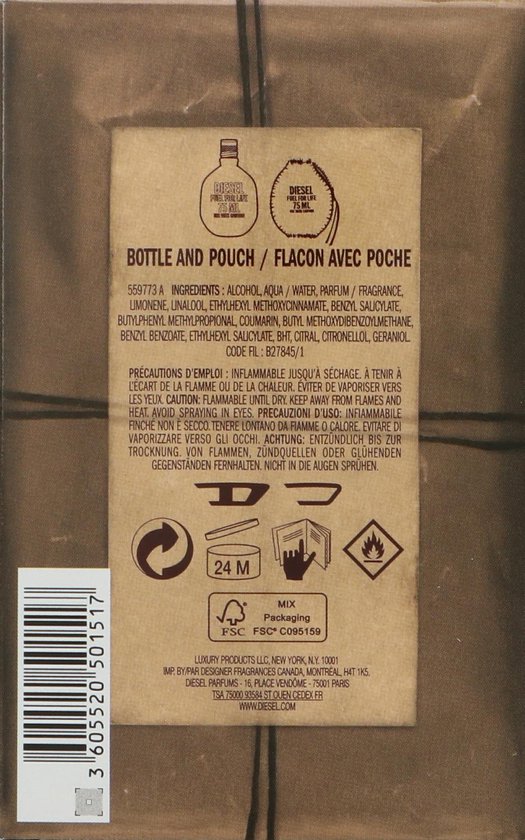 DIESEL
FUEL FOR LIFE
75 ML
DIESEL
FUEL FOR LIFE
75 ML
BOTTLE AND POUCH / FLACON AVEC POCHE
559773 A INGREDIENTS : ALCOHOL, AQUA / WATER, PARFUM / FRAGRANCE,
LIMONENE, LINALOOL, ETHYLHEXYL METHOXYCINNAMATE, BENZYL SALICYLATE,
BUTYLPHENYL METHYLPROPIONAL, COUMARIN, BUTYL METHOXYDIBENZOYLMETHANE,
BENZYL BENZOATE, ETHYLHEXYL SALICYLATE, BHT, CITRAL, CITRONELLOL, GERANIOL.
CODE FIL : B27845/1
PRÉCAUTIONS D'EMPLOI : INFLAMMABLE JUSQU'À SÉCHAGE. À TENIR À
L'ÉCART DE LA FLAMME OU DE LA CHALEUR. ÉVITER DE VAPORISER VERS
LES YEUX. CAUTION: FLAMMABLE UNTIL DRY. KEEP AWAY FROM FLAMES AND
HEAT. AVOID SPRAYING IN EYES. PRECAUZIONI D'USO: INFIAMMABILE
FINCHÉ NON È SECCO. TENERE LONTANO DA FIAMME O CALORE. EVITARE DI
VAPORIZZARE VERSO GLI OCCHI. ACHTUNG: ENTZÜNDLICH BIS ZUR
TROCKNUNG. VON FLAMMEN, ZÜNDQUELLEN ODER GLÜHENDEN
GEGENSTÄNDEN FERNHALTEN. NICHT IN DIE AUGEN SPRÜHEN.
24 M
FSC
MIX
Packaging
FSC® C095159
LUXURY PRODUCTS LLC, NEW YORK, N.Y. 10001
IMP. BY/PAR DESIGNER FRAGRANCES CANADA, MONTRÉAL, H4T 1K5.
DIESEL PARFUMS - 16, PLACE VENDÔME - 75001 PARIS
TSA 75000 93584 ST OUEN CEDEX FR
WWW.DIESEL.COM
3 605520 501517